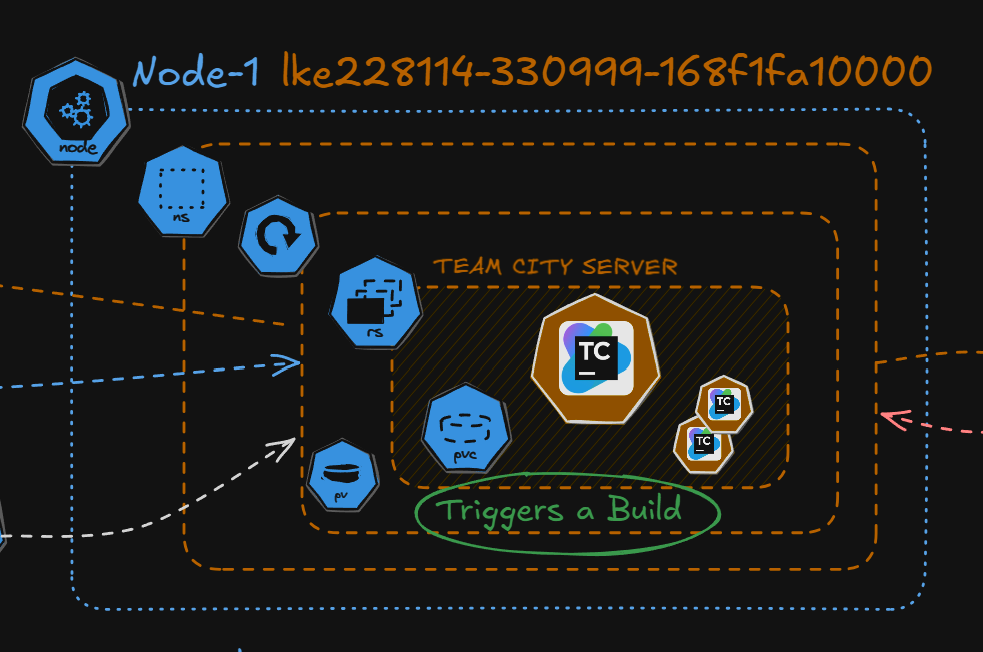 Node-1 lke228114-330999-168f1fa10000
node
ns
TEAM CITY SERVER
rs
TC
TC
TC
pvc
pv
Triggers a Build